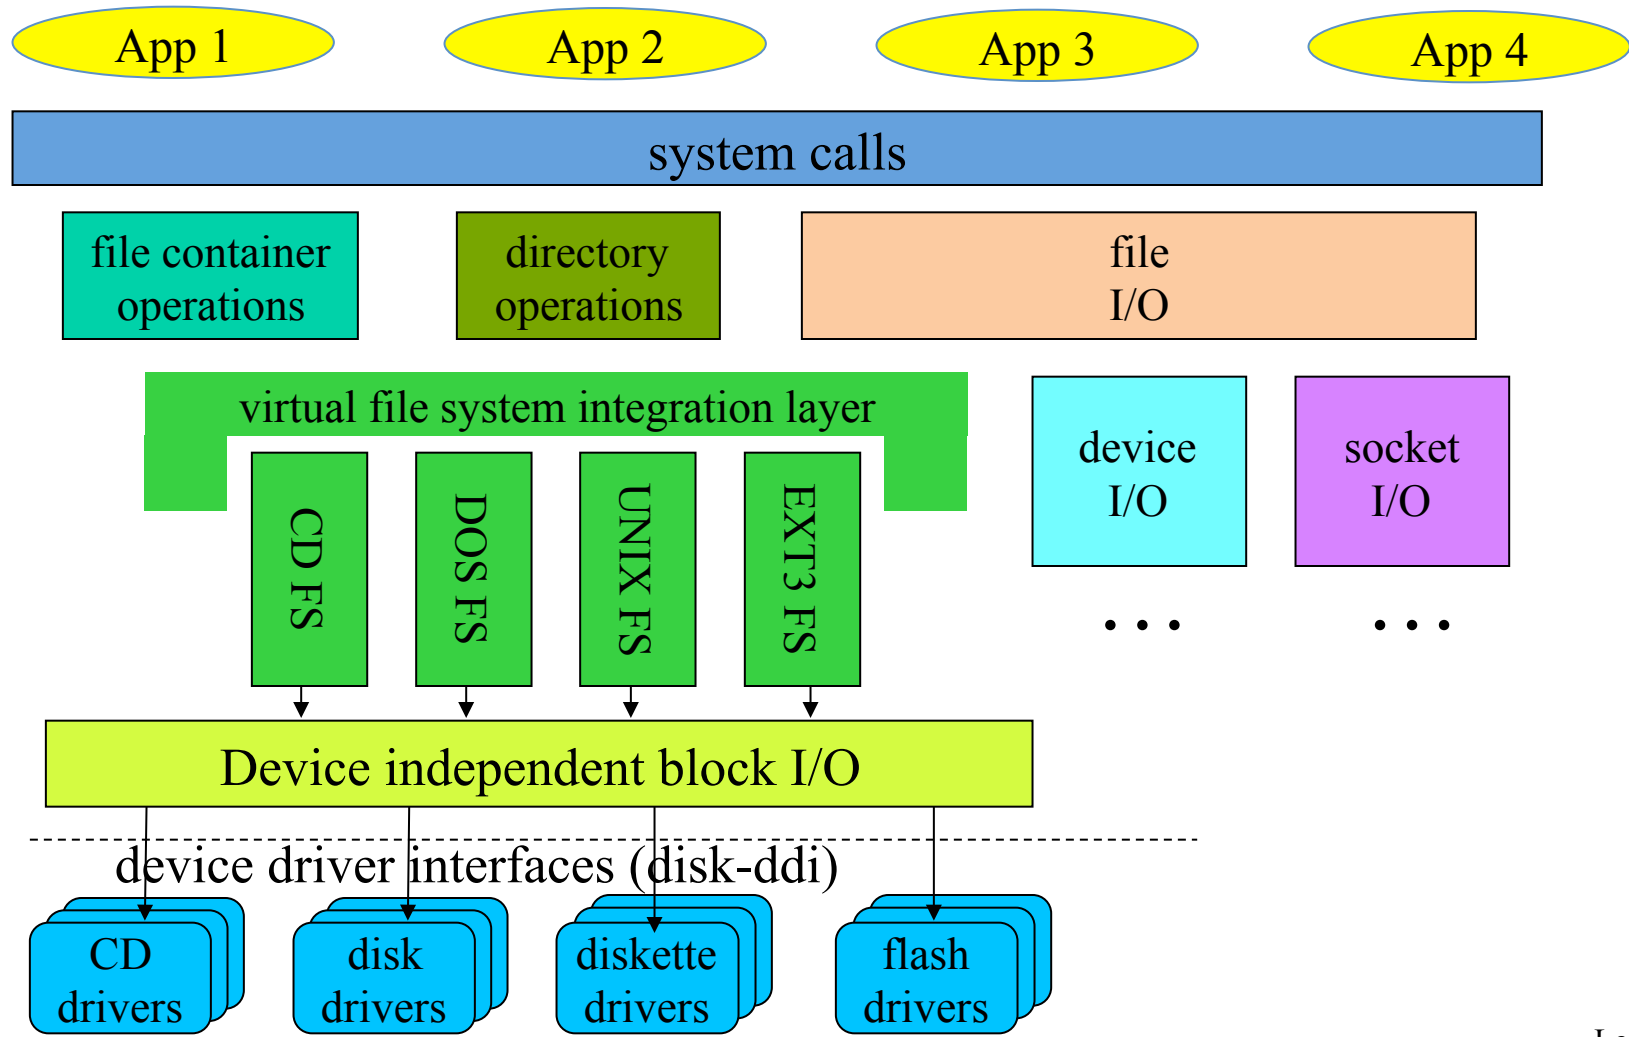 App 1
App 2
App 3
App 4
system calls
file container
operations
directory
operations
file
I/O
virtual file system integration layer
device
I/O
socket
I/O
CD FS
DOS FS
UNIX FS
EXT3 FS
. . .
. . .
Device independent block I/O
device driver interfaces (disk-ddi)
CD
drivers
disk
drivers
diskette
drivers
flash
drivers